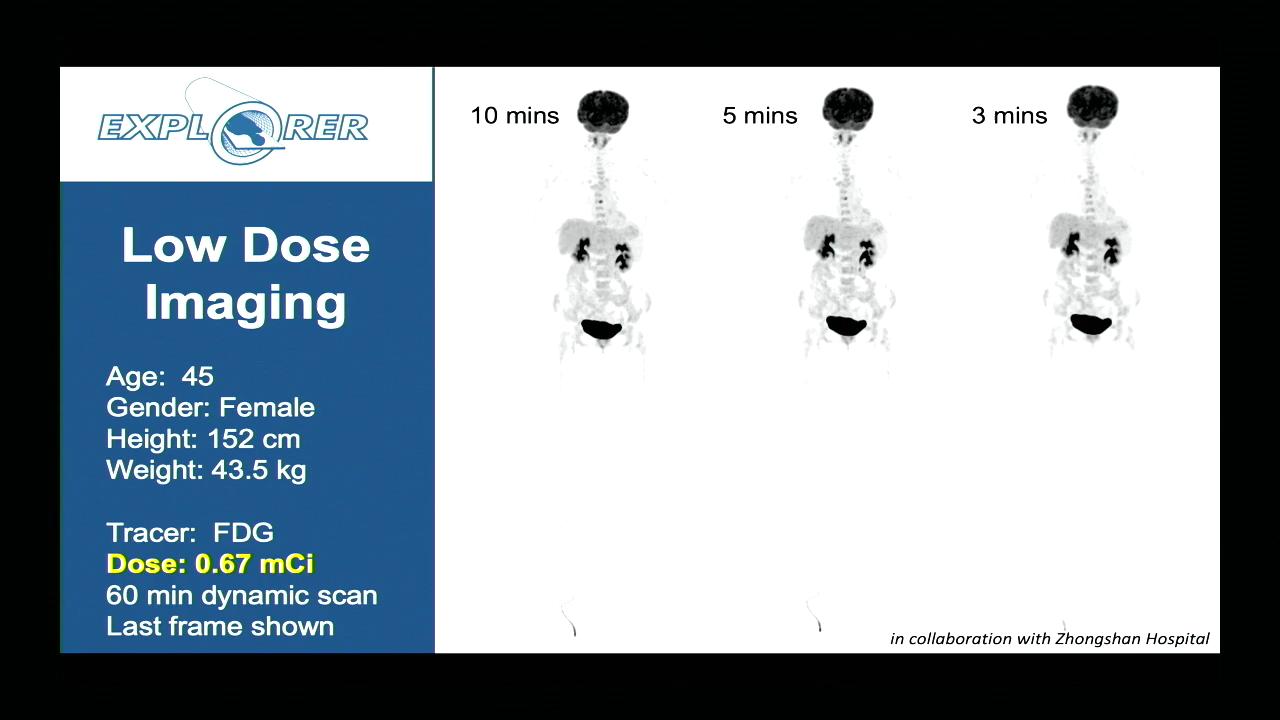 EXPLORER
Low Dose
Imaging
Age: 45
Gender: Female
Height: 152 cm
Weight: 43.5 kg
Tracer: FDG
Dose: 0.67 mCi
60 min dynamic scan
Last frame shown
10 mins
5 mins
3 mins
in collaboration with Zhongshan Hospital